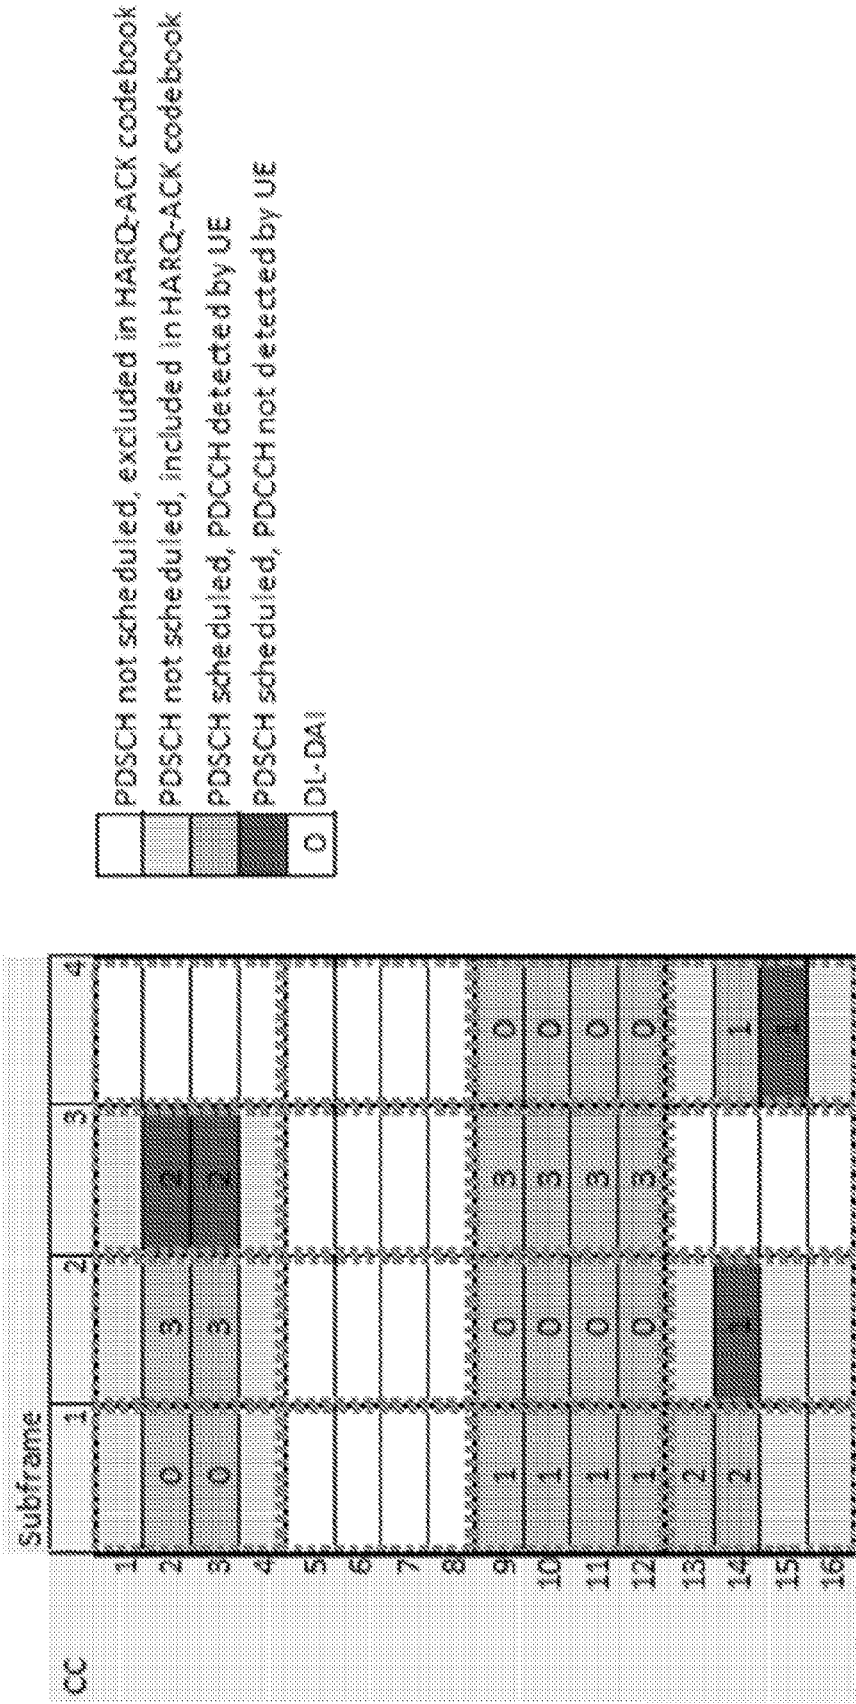 Subframe
CC 1 2 3 4
1
2 0 3 2
3 0 3 2
4
5
6
7
8
9 1 0 3 0
10 1 0 3 0
11 1 0 3 0
12 1 0 3 0
13 2
14 2 1 1
15 1
16
PDSCH not scheduled, excluded in HARQ-ACK codebook
PDSCH not scheduled, included in HARQ-ACK codebook
PDSCH scheduled, PDCCH detected by UE
PDSCH scheduled, PDCCH not detected by UE
0 DL-DAI